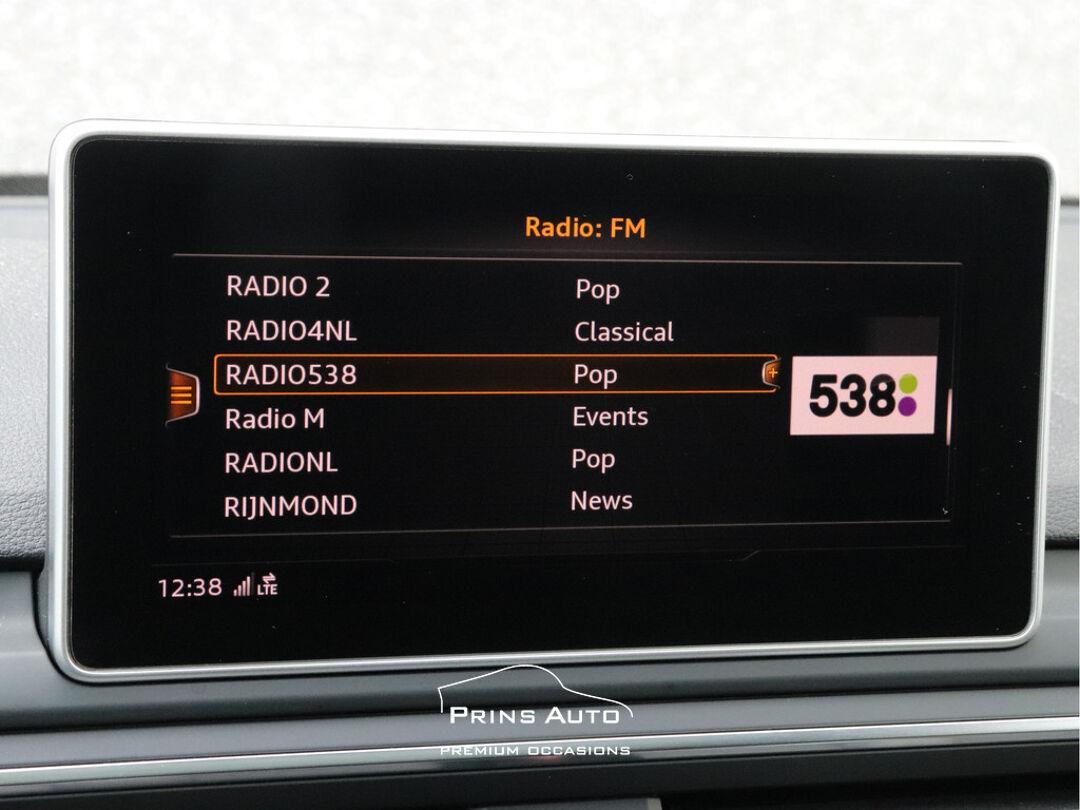 Radio: FM
RADIO 2 Pop
RADIO4NL Classical
RADIO538 Pop
538
Radio M Events
RADIONL Pop
RIJNMOND News
12:38 LTE
PRINS AUTO
PREMIUM OCCASIONS